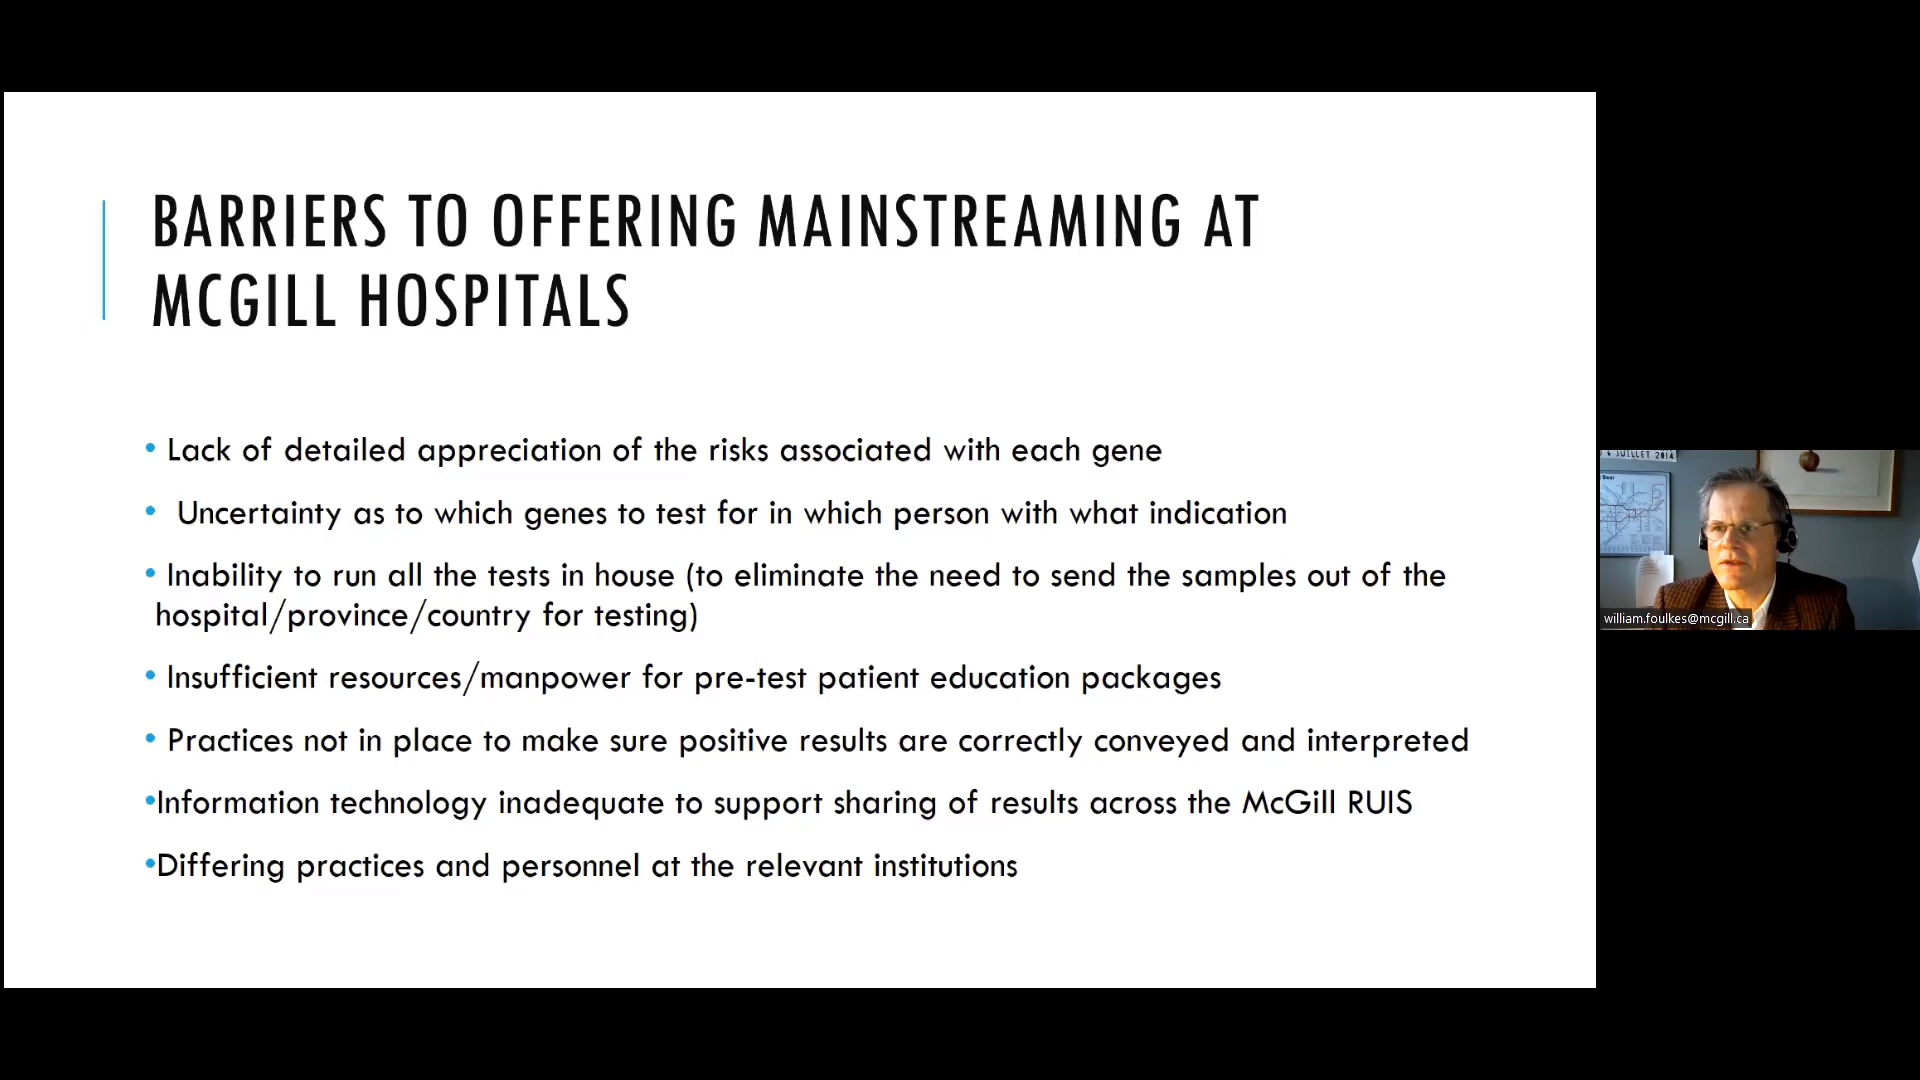 BARRIERS TO OFFERING MAINSTREAMING AT
MCGILL HOSPITALS
• Lack of detailed appreciation of the risks associated with each gene
• Uncertainty as to which genes to test for in which person with what indication
• Inability to run all the tests in house (to eliminate the need to send the samples out of the
hospital/province/country for testing)
• Insufficient resources/manpower for pre-test patient education packages
• Practices not in place to make sure positive results are correctly conveyed and interpreted
•Information technology inadequate to support sharing of results across the McGill RUIS
•Differing practices and personnel at the relevant institutions
6 JUILLET 2014
william.foulkes@mcgill.ca